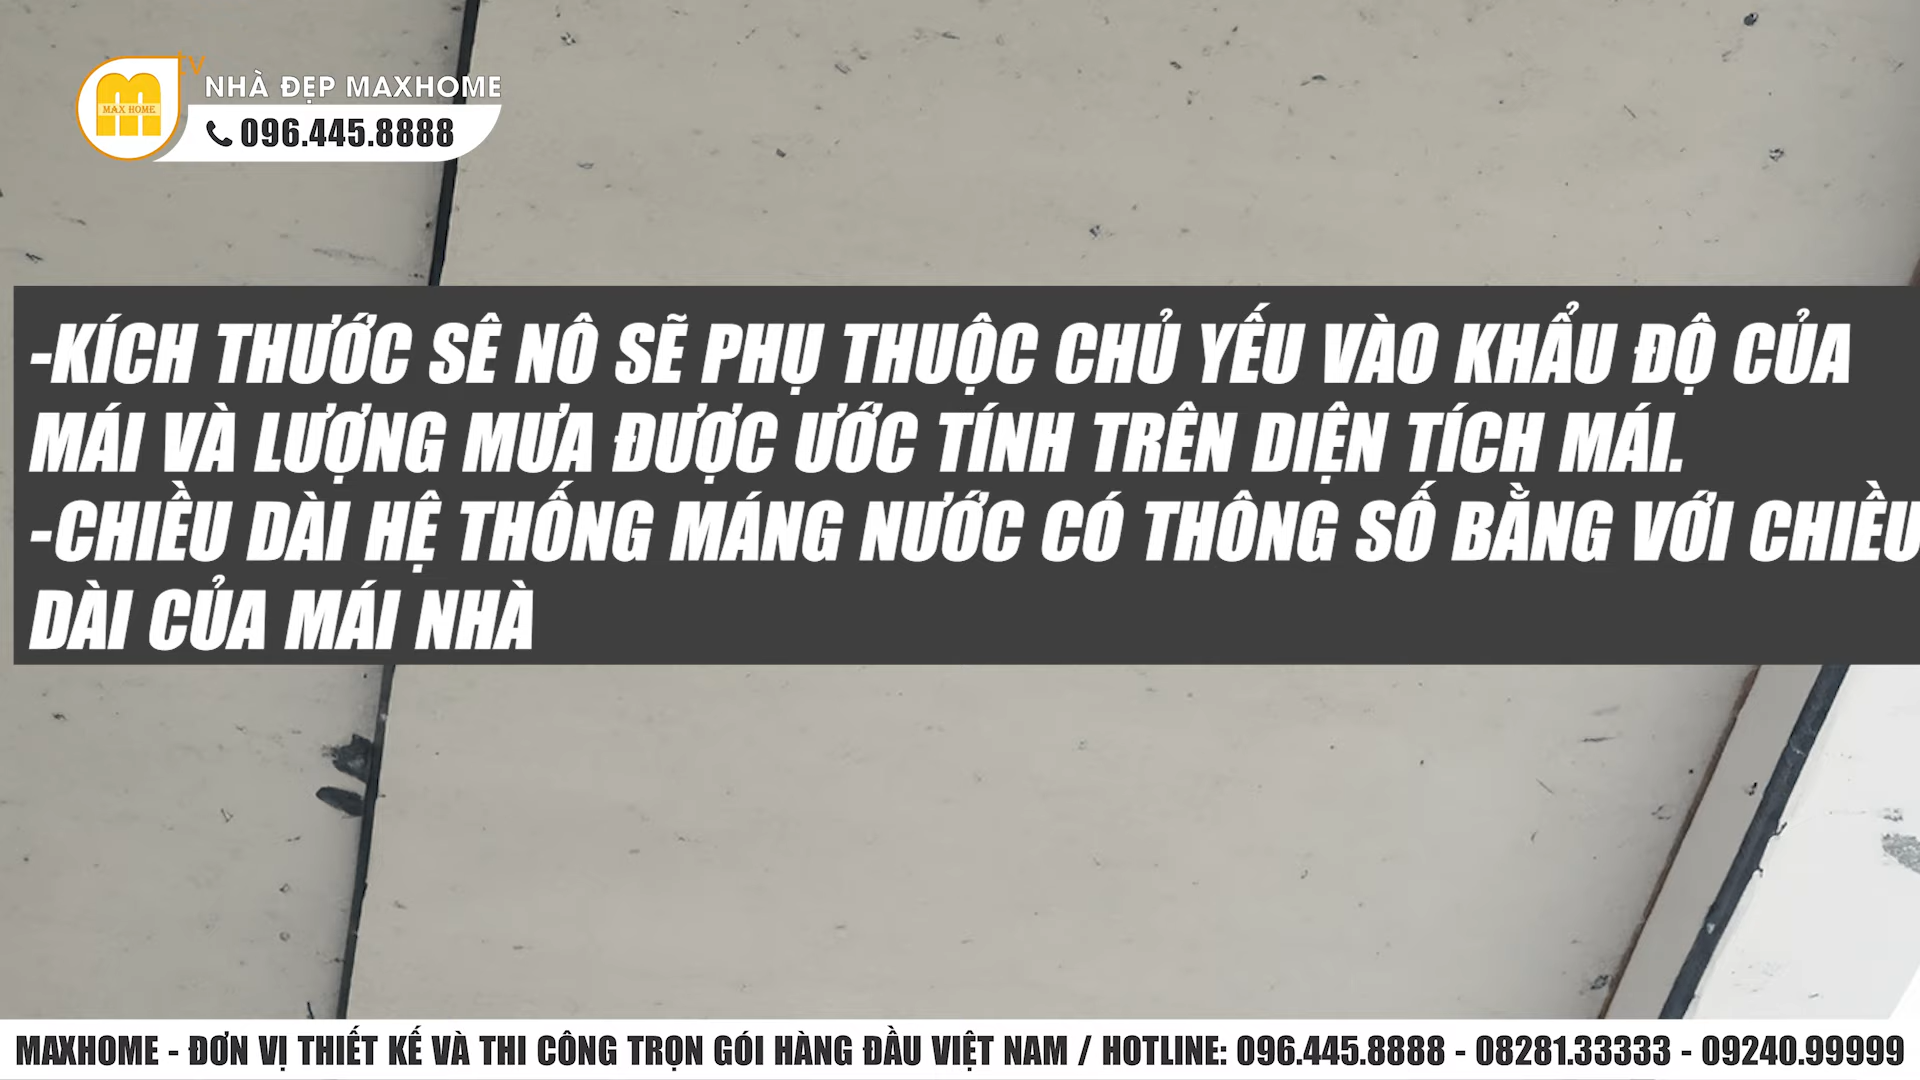 tv
NHÀ ĐẸP MAXHOME
MAX HOME
096.445.8888
-KÍCH THƯỚC SÊ NÔ SẼ PHỤ THUỘC CHỦ YẾU VÀO KHẨU ĐỘ CỦA
MÁI VÀ LƯỢNG MƯA ĐƯỢC ƯỚC TÍNH TRÊN DIỆN TÍCH MÁI.
-CHIỀU DÀI HỆ THỐNG MÁNG NƯỚC CÓ THÔNG SỐ BẰNG VỚI CHIỀU
DÀI CỦA MÁI NHÀ
MAXHOME - ĐƠN VỊ THIẾT KẾ VÀ THI CÔNG TRỌN GÓI HÀNG ĐẦU VIỆT NAM / HOTLINE: 096.445.8888 - 08281.33333 - 09240.99999